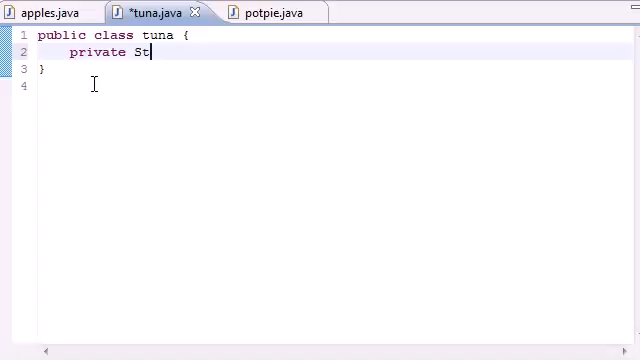 apples.java
*tuna.java
potpie.java
1 public class tuna {
2 private St
3 }
4